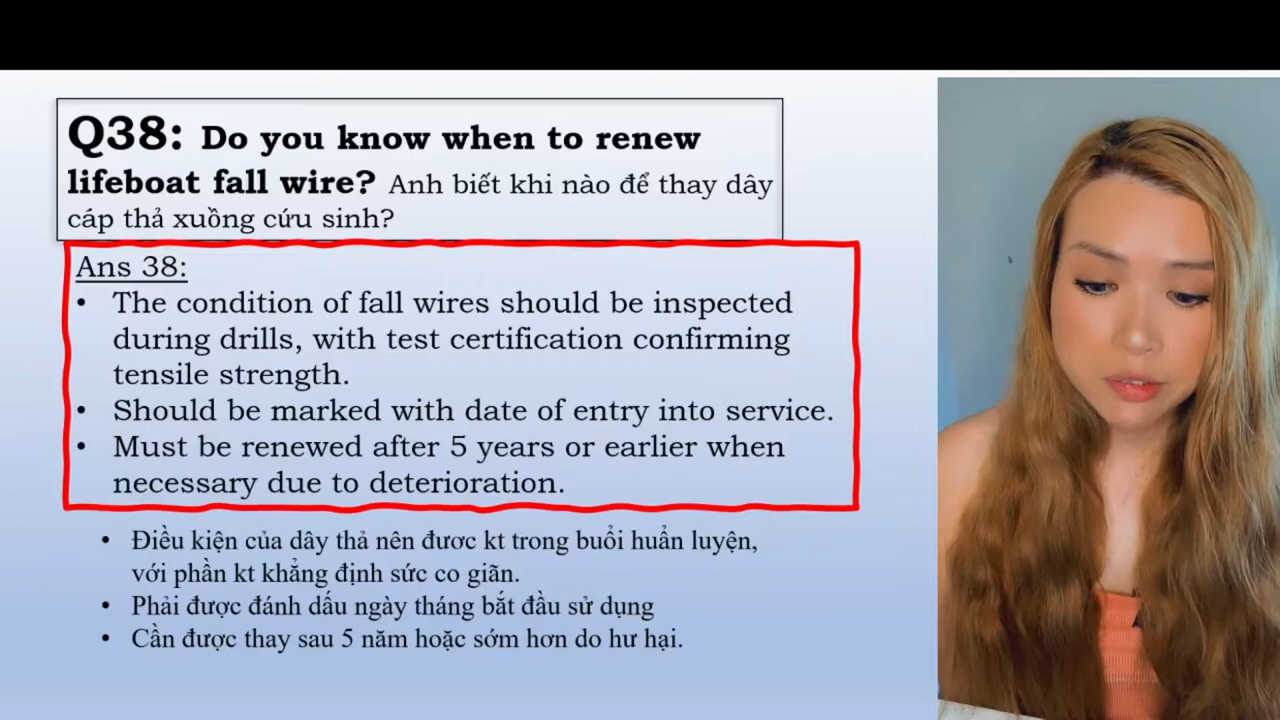 Q38: Do you know when to renew
lifeboat fall wire? Anh biết khi nào để thay dây
cáp thả xuồng cứu sinh?
Ans 38:
• The condition of fall wires should be inspected
during drills, with test certification confirming
tensile strength.
• Should be marked with date of entry into service.
• Must be renewed after 5 years or earlier when
necessary due to deterioration.
• Điều kiện của dây thả nên đươc kt trong buổi huấn luyện,
với phần kt khẳng định sức co giãn.
• Phải được đánh dấu ngày tháng bắt đầu sử dụng
• Cần được thay sau 5 năm hoặc sớm hơn do hư hại.